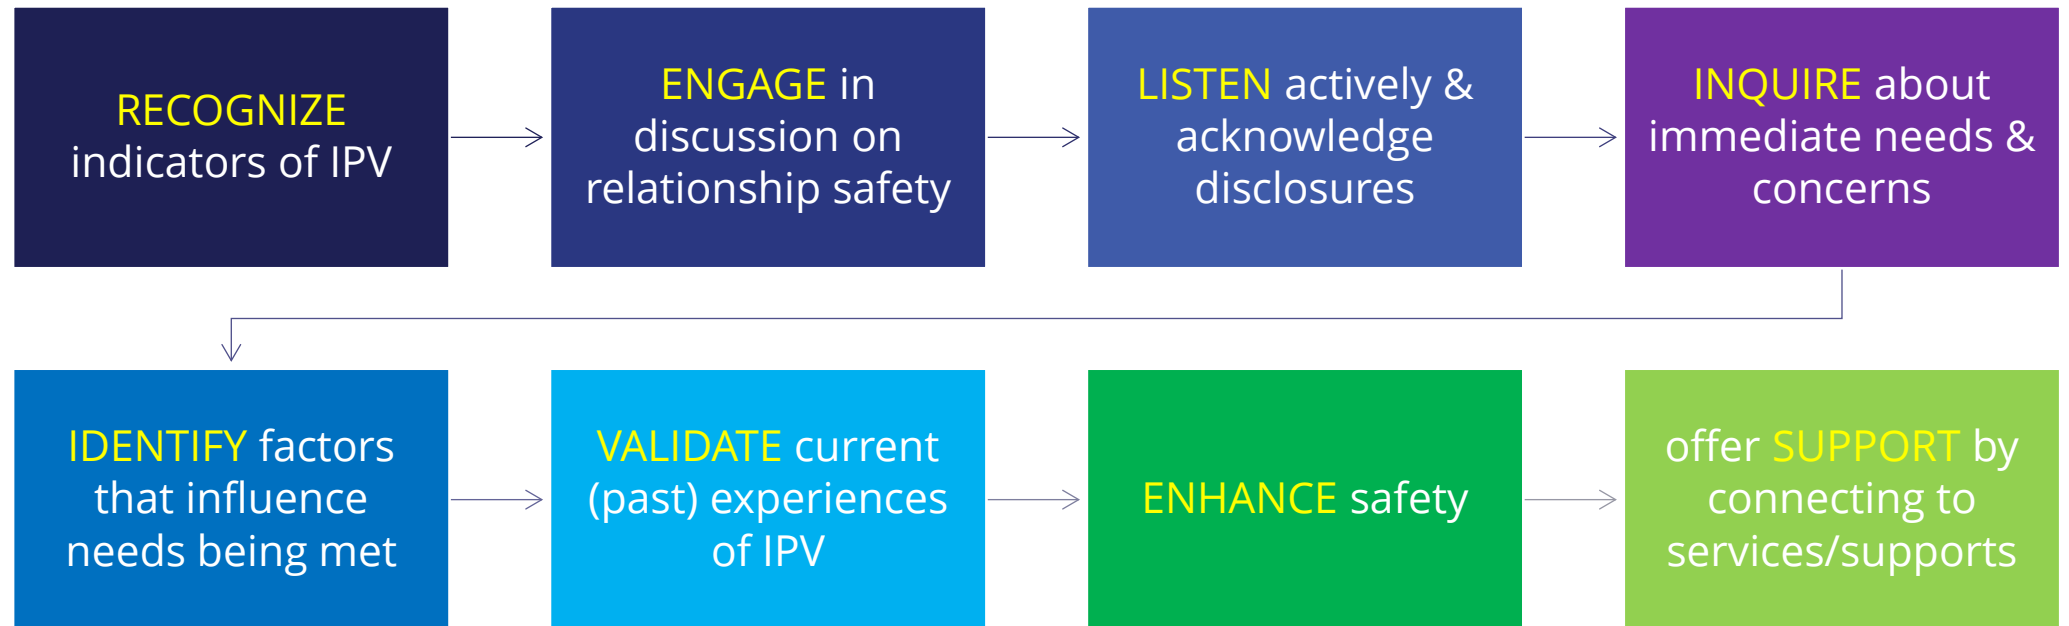 RECOGNIZE
indicators of IPV
ENGAGE in
discussion on
relationship safety
LISTEN actively &
acknowledge
disclosures
INQUIRE about
immediate needs &
concerns
IDENTIFY factors
that influence
needs being met
VALIDATE current
(past) experiences
of IPV
ENHANCE safety
offer SUPPORT by
connecting to
services/supports